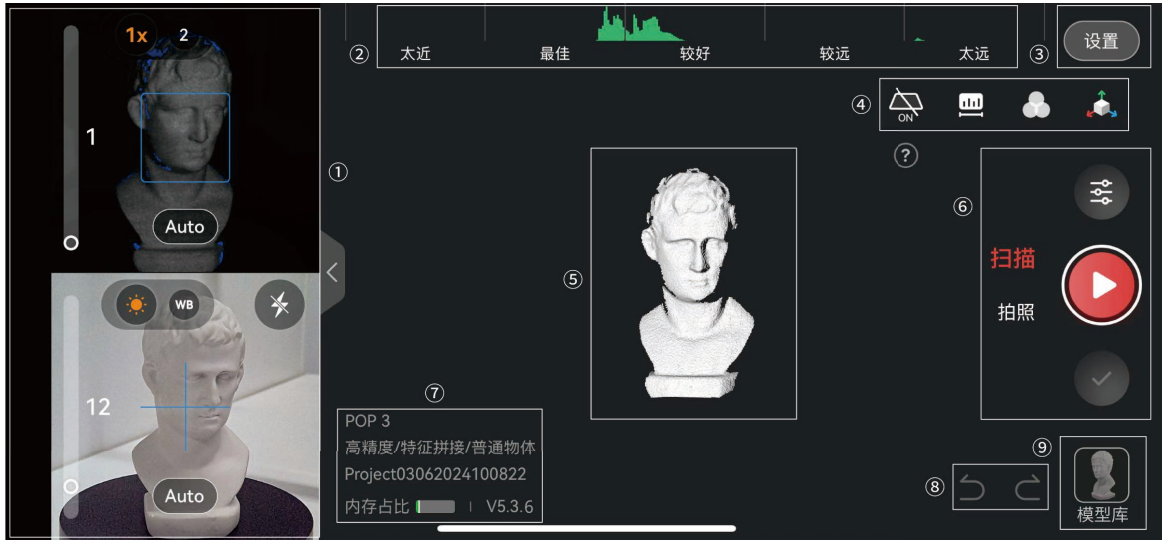 1x 2
1
Auto
WB
12
Auto
①
②
太近 最佳 较好 较远 太远
③
设置
④
ON
?
⑤
⑥
扫描
拍照
⑦
POP 3
高精度/特征拼接/普通物体
Project03062024100822
内存占比 | V5.3.6
⑧
⑨
模型库